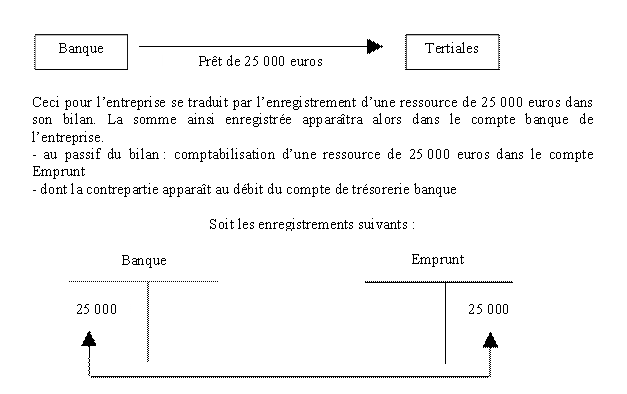 Banque Tertiales
Prêt de 25 000 euros
Ceci pour l’entreprise se traduit par l’enregistrement d’une ressource de 25 000 euros dans
son bilan. La somme ainsi enregistrée apparaîtra alors dans le compte banque de
l’entreprise.
- au passif du bilan : comptabilisation d’une ressource de 25 000 euros dans le compte
Emprunt
- dont la contrepartie apparaît au débit du compte de trésorerie banque
Soit les enregistrements suivants :
Banque Emprunt
25 000 25 000